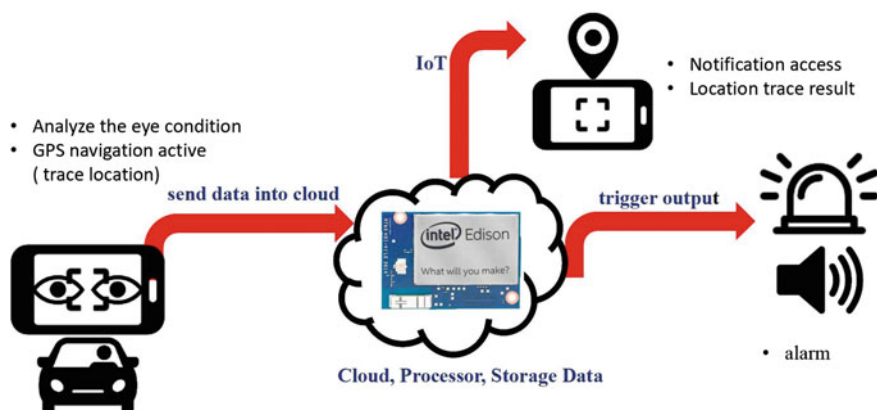 IoT
• Notification access
• Location trace result
• Analyze the eye condition
• GPS navigation active
( trace location)
send data into cloud
trigger output
intel Edison
What will you make?
Cloud, Processor, Storage Data
• alarm